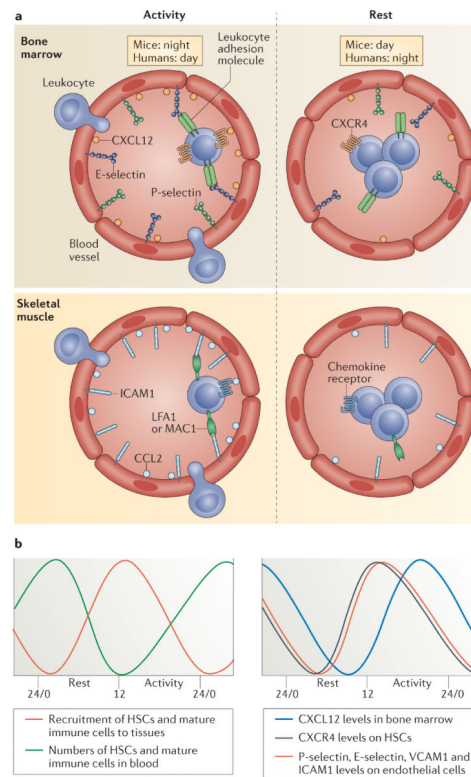 a
Activity
Rest
Bone
marrow
Mice: night
Humans: day
Leukocyte
adhesion
molecule
Mice: day
Humans: night
Leukocyte
CXCL12
E-selectin
P-selectin
Blood
vessel
CXCR4
Skeletal
muscle
ICAM1
LFA1
or MAC1
CCL2
Chemokine
receptor
b
24/0
Rest
12
Activity
24/0
Recruitment of HSCs and mature
immune cells to tissues
Numbers of HSCs and mature
immune cells in blood
24/0
Rest
12
Activity
24/0
CXCL12 levels in bone marrow
CXCR4 levels on HSCs
P-selectin, E-selectin, VCAM1 and
ICAM1 levels on endothelial cells